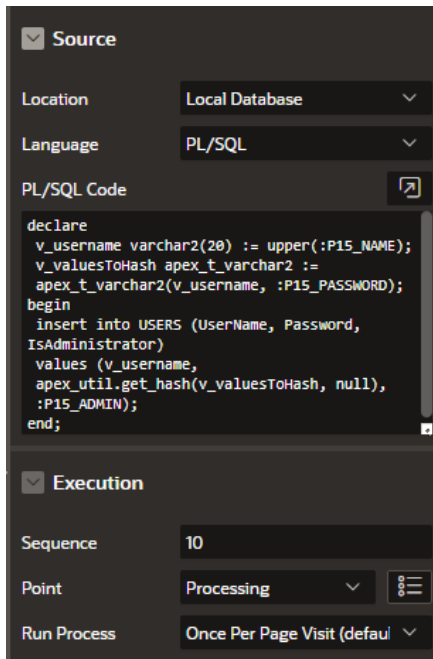 Source
Location Local Database
Language PL/SQL
PL/SQL Code
declare
v_username varchar2(20) := upper(:P15_NAME);
v_valuesToHash apex_t_varchar2 :=
apex_t_varchar2(v_username, :P15_PASSWORD);
begin
insert into USERS (UserName, Password,
IsAdministrator)
values (v_username,
apex_util.get_hash(v_valuesToHash, null),
:P15_ADMIN);
end;
Execution
Sequence 10
Point Processing
Run Process Once Per Page Visit (defaul